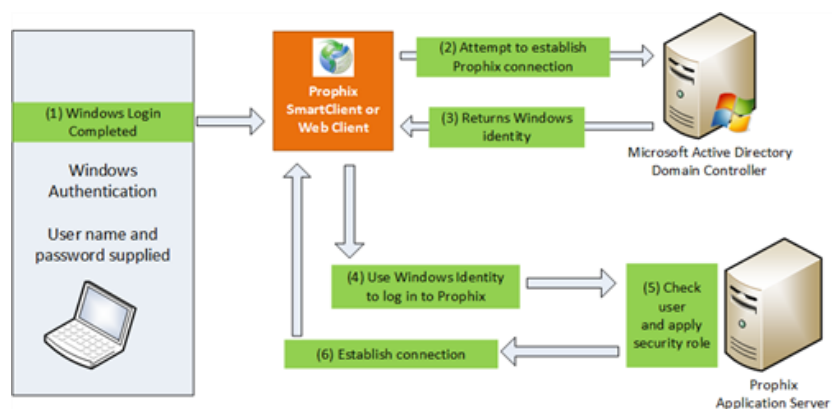 (1) Windows Login
Completed
Windows
Authentication
User name and
password supplied
Prophix
SmartClient or
Web Client
(2) Attempt to establish
Prophix connection
(3) Returns Windows
identity
Microsoft Active Directory
Domain Controller
(4) Use Windows Identity
to log in to Prophix
(5) Check
user
and apply
security role
(6) Establish connection
Prophix
Application Server